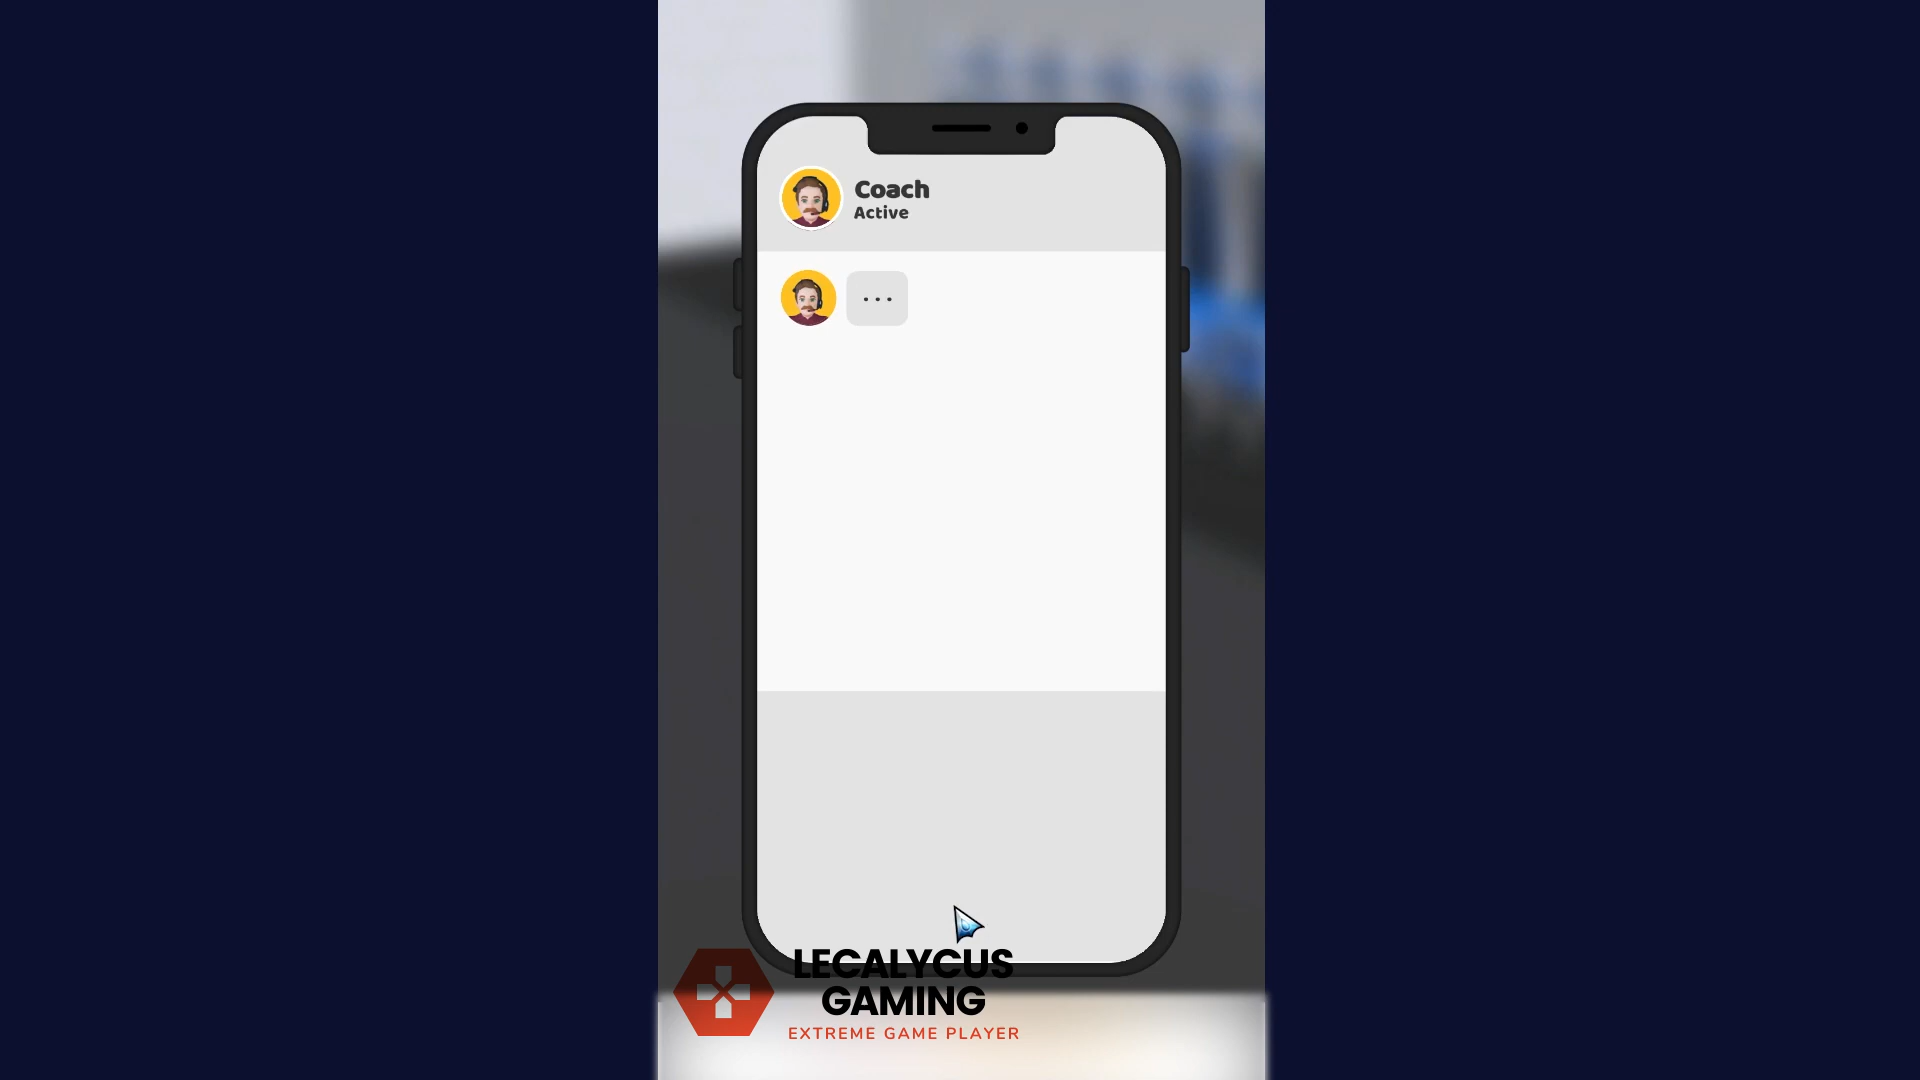 Coach
Active
...
LECALYCUS
GAMING
EXTREME GAME PLAYER